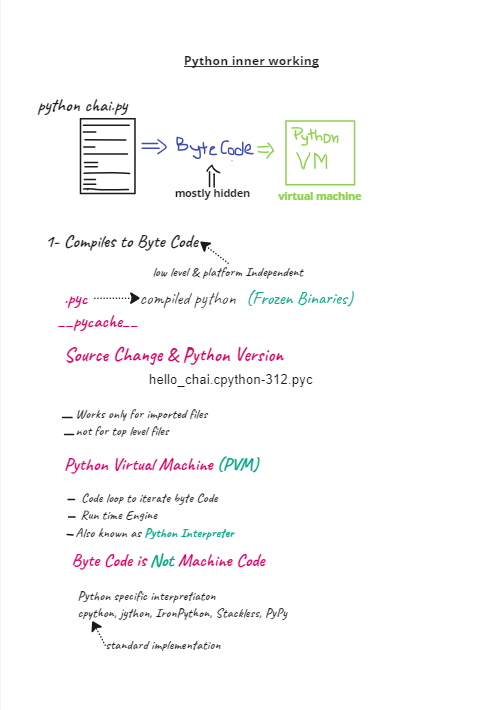 Python inner working
python chai.py
Byte Code
Python
VM
mostly hidden
virtual machine
1- Compiles to Byte Code
low level & platform Independent
.pyc compiled python (Frozen Binaries)
__pycache__
Source Change & Python Version
hello_chai.cpython-312.pyc
— Works only for imported files
— not for top level files
Python Virtual Machine (PVM)
— Code loop to iterate byte Code
— Run time Engine
— Also known as Python Interpreter
Byte Code is Not Machine Code
Python specific interpretiaton
cpython, jython, IronPython, Stackless, PyPy
standard implementation